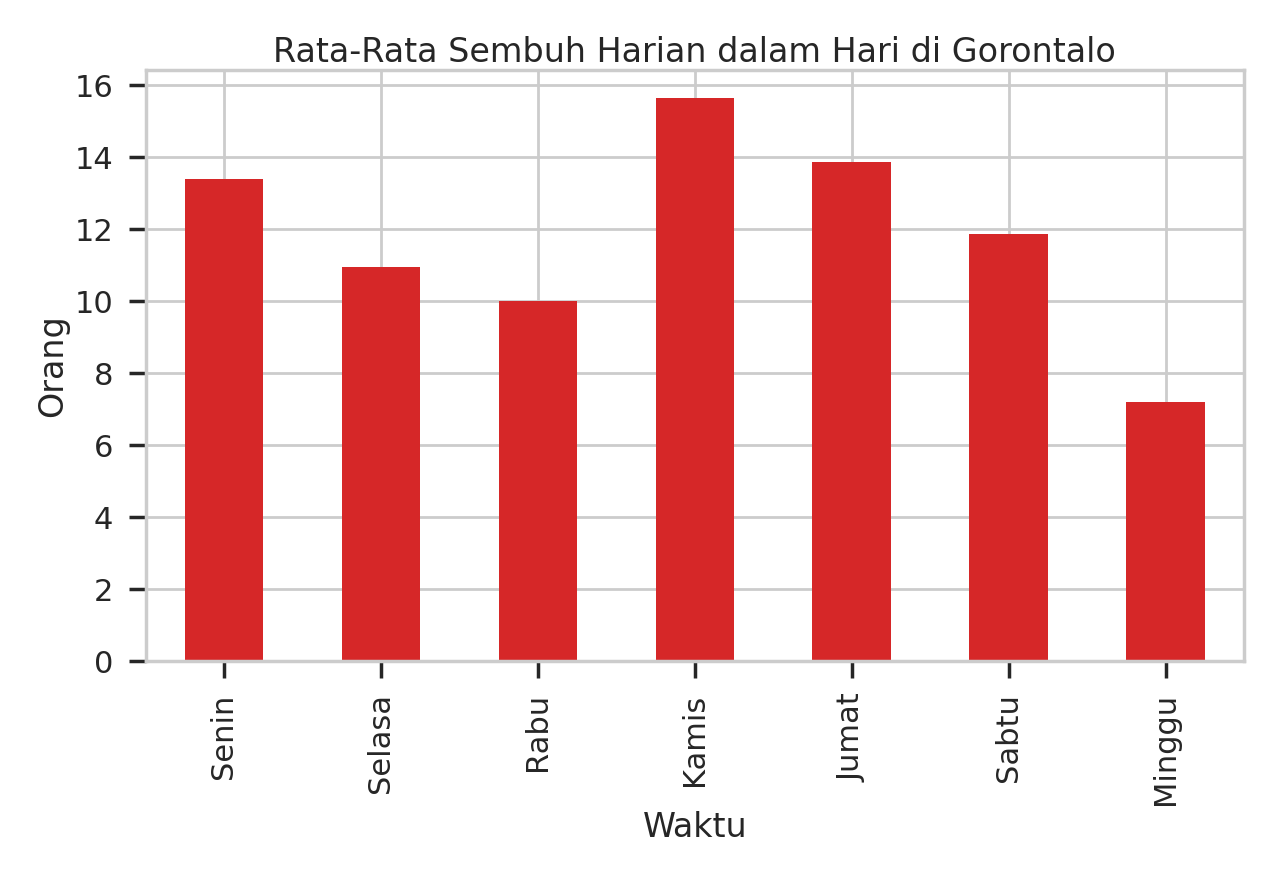 Rata-Rata Sembuh Harian dalam Hari di Gorontalo
16
14
12
10
8
6
4
2
0
Orang
Senin
Selasa
Rabu
Kamis
Jumat
Sabtu
Minggu
Waktu